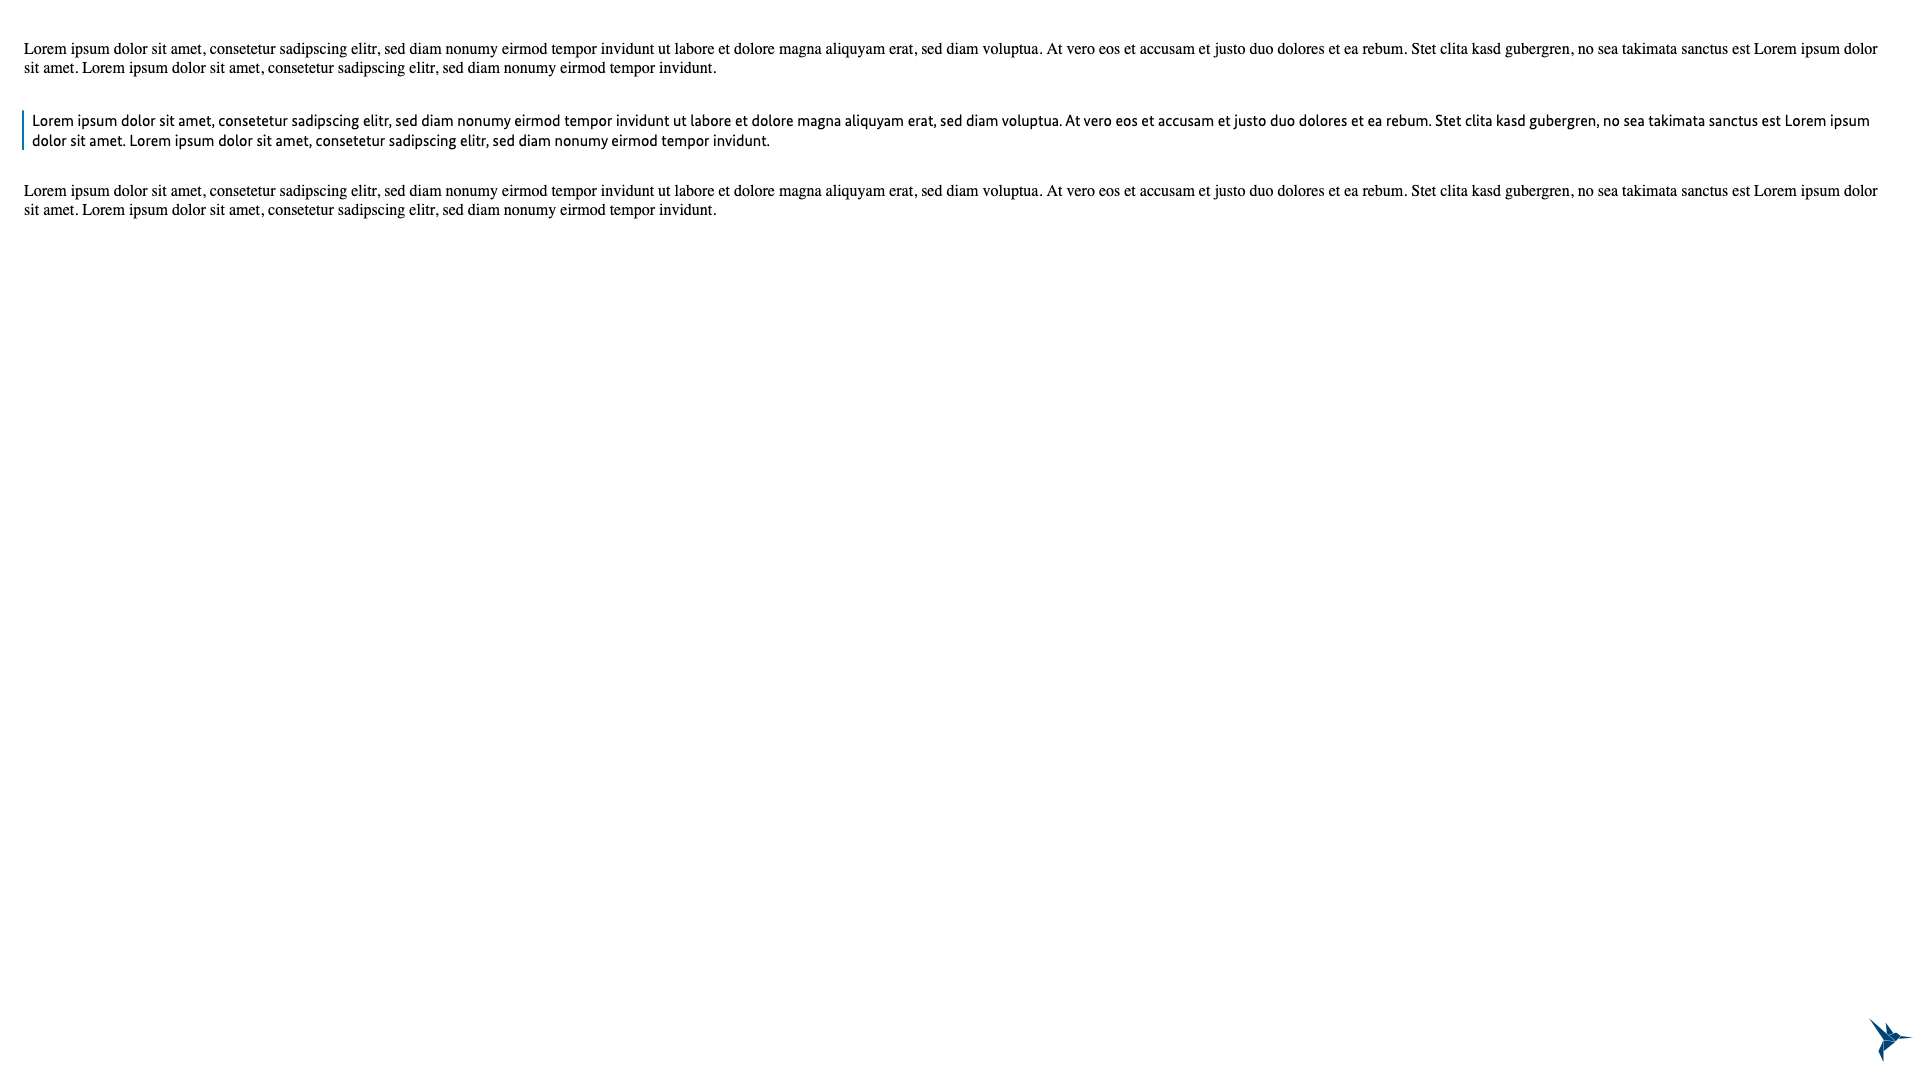 Lorem ipsum dolor sit amet, consetetur sadipscing elitr, sed diam nonumy eirmod tempor invidunt ut labore et dolore magna aliquyam erat, sed diam voluptua. At vero eos et accusam et justo duo dolores et ea rebum. Stet clita kasd gubergren, no sea takimata sanctus est Lorem ipsum dolor
sit amet. Lorem ipsum dolor sit amet, consetetur sadipscing elitr, sed diam nonumy eirmod tempor invidunt.
Lorem ipsum dolor sit amet, consetetur sadipscing elitr, sed diam nonumy eirmod tempor invidunt ut labore et dolore magna aliquyam erat, sed diam voluptua. At vero eos et accusam et justo duo dolores et ea rebum. Stet clita kasd gubergren, no sea takimata sanctus est Lorem ipsum
dolor sit amet. Lorem ipsum dolor sit amet, consetetur sadipscing elitr, sed diam nonumy eirmod tempor invidunt.
Lorem ipsum dolor sit amet, consetetur sadipscing elitr, sed diam nonumy eirmod tempor invidunt ut labore et dolore magna aliquyam erat, sed diam voluptua. At vero eos et accusam et justo duo dolores et ea rebum. Stet clita kasd gubergren, no sea takimata sanctus est Lorem ipsum dolor
sit amet. Lorem ipsum dolor sit amet, consetetur sadipscing elitr, sed diam nonumy eirmod tempor invidunt.